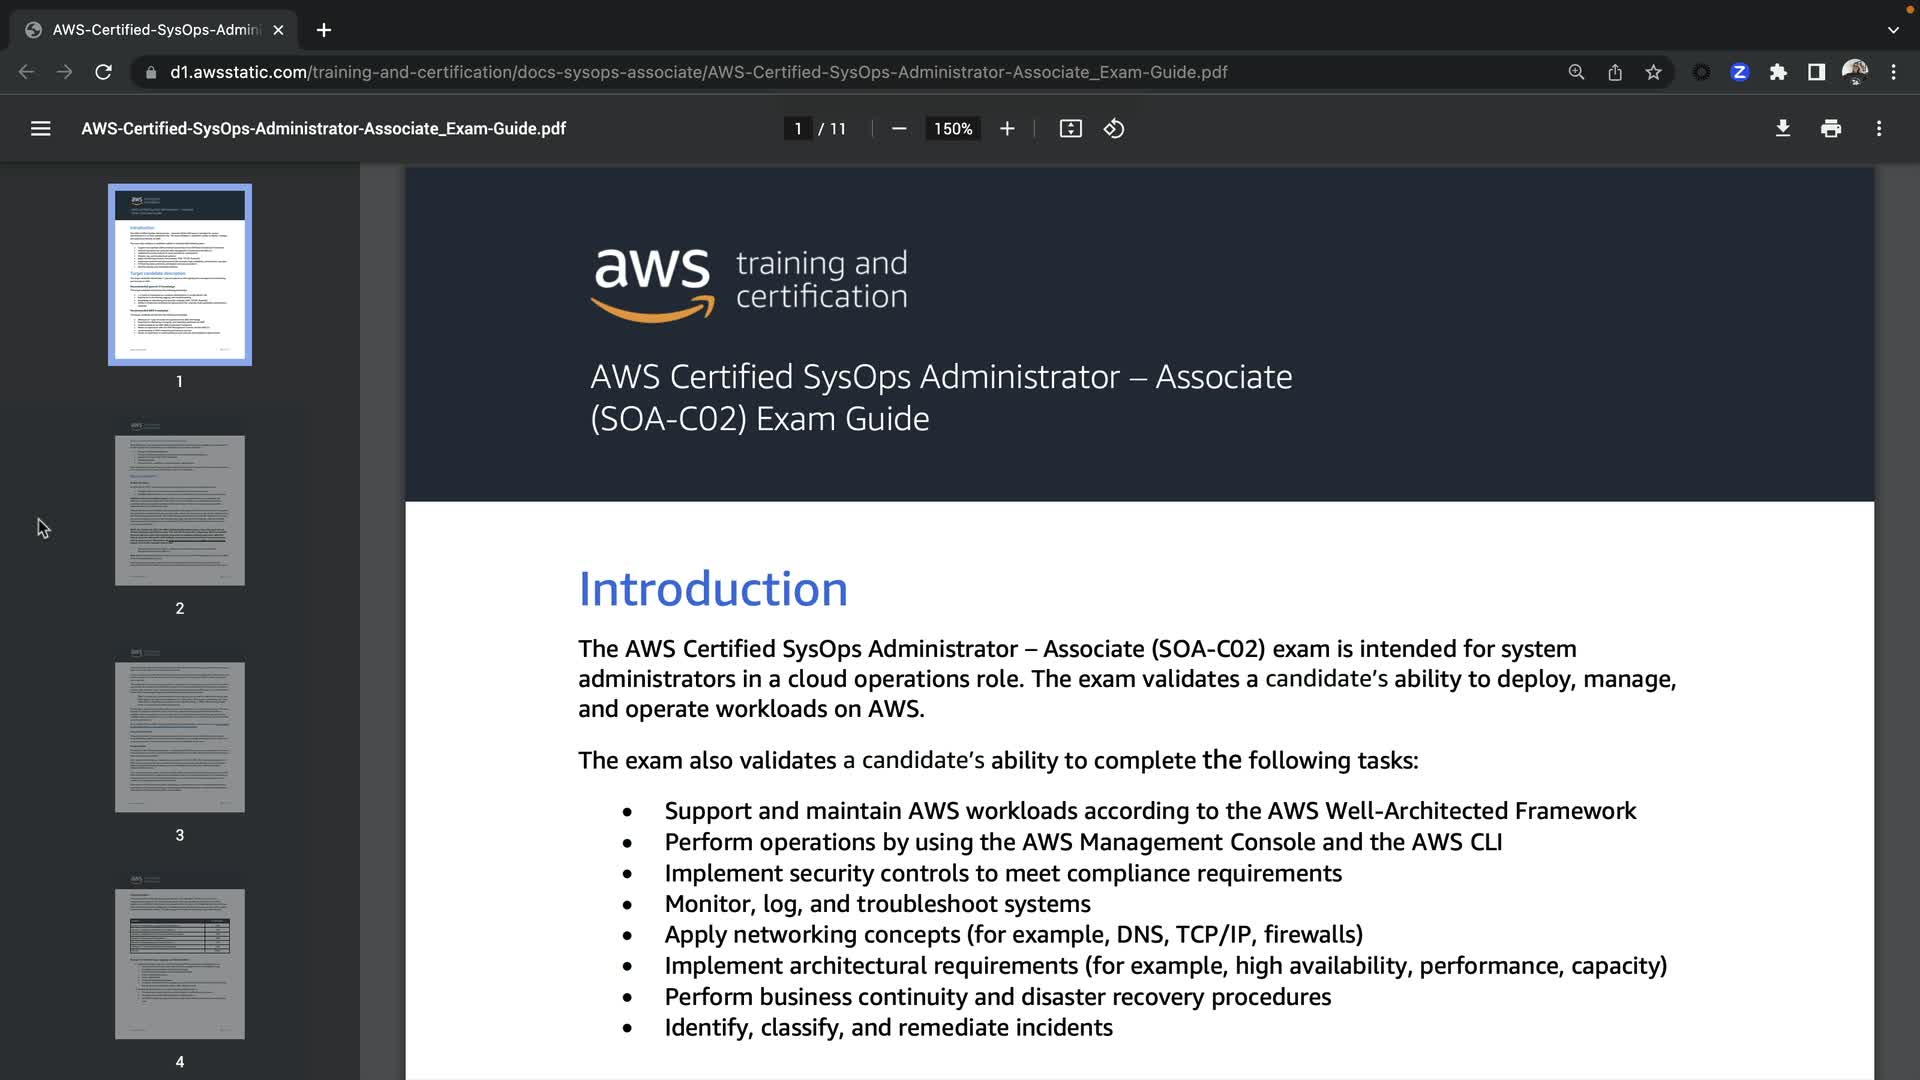 AWS-Certified-SysOps-Admini
d1.awsstatic.com/training-and-certification/docs-sysops-associate/AWS-Certified-SysOps-Administrator-Associate_Exam-Guide.pdf
Z
AWS-Certified-SysOps-Administrator-Associate_Exam-Guide.pdf
1 / 11
150%
1
2
3
4
aws training and
certification
AWS Certified SysOps Administrator – Associate
(SOA-C02) Exam Guide
Introduction
The AWS Certified SysOps Administrator – Associate (SOA-C02) exam is intended for system
administrators in a cloud operations role. The exam validates a candidate’s ability to deploy, manage,
and operate workloads on AWS.
The exam also validates a candidate’s ability to complete the following tasks:
• Support and maintain AWS workloads according to the AWS Well-Architected Framework
• Perform operations by using the AWS Management Console and the AWS CLI
• Implement security controls to meet compliance requirements
• Monitor, log, and troubleshoot systems
• Apply networking concepts (for example, DNS, TCP/IP, firewalls)
• Implement architectural requirements (for example, high availability, performance, capacity)
• Perform business continuity and disaster recovery procedures
• Identify, classify, and remediate incidents